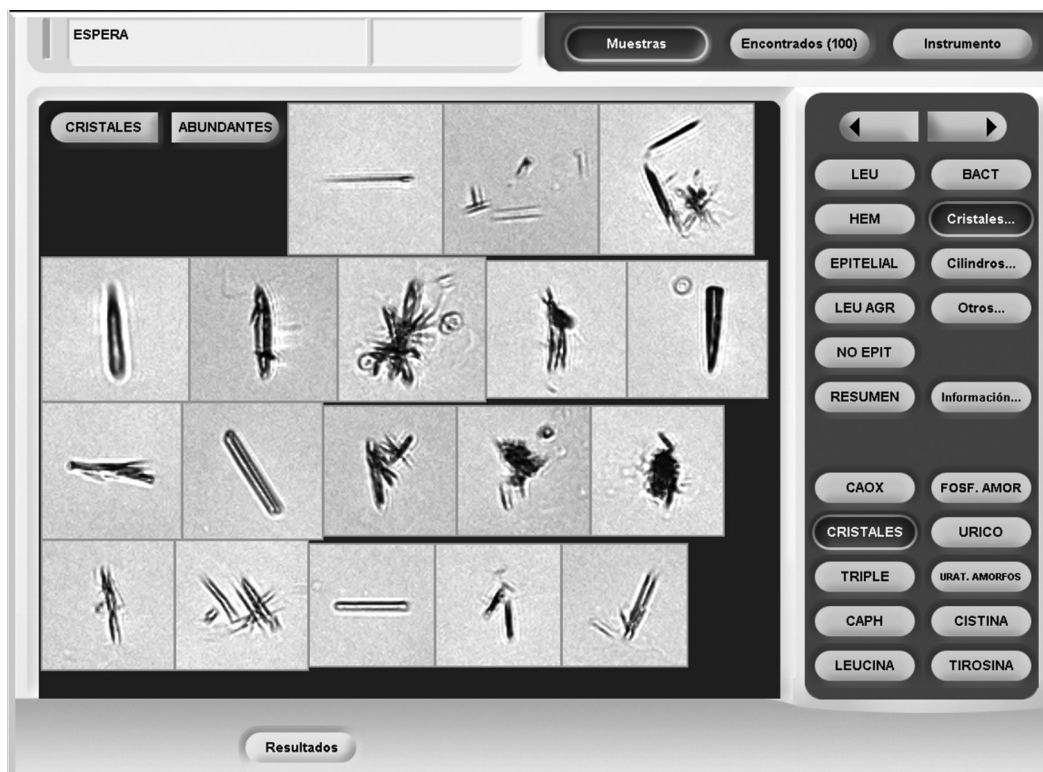 ESPERA
Muestras
Encontrados (100)
Instrumento
CRISTALES
ABUNDANTES
LEU
BACT
HEM
Cristales...
EPITELIAL
Cilindros...
LEU AGR
Otros...
NO EPIT
RESUMEN
Información...
CAOX
FOSF. AMOR
CRISTALES
URICO
TRIPLE
URAT. AMORFOS
CAPH
CISTINA
LEUCINA
TIROSINA
Resultados